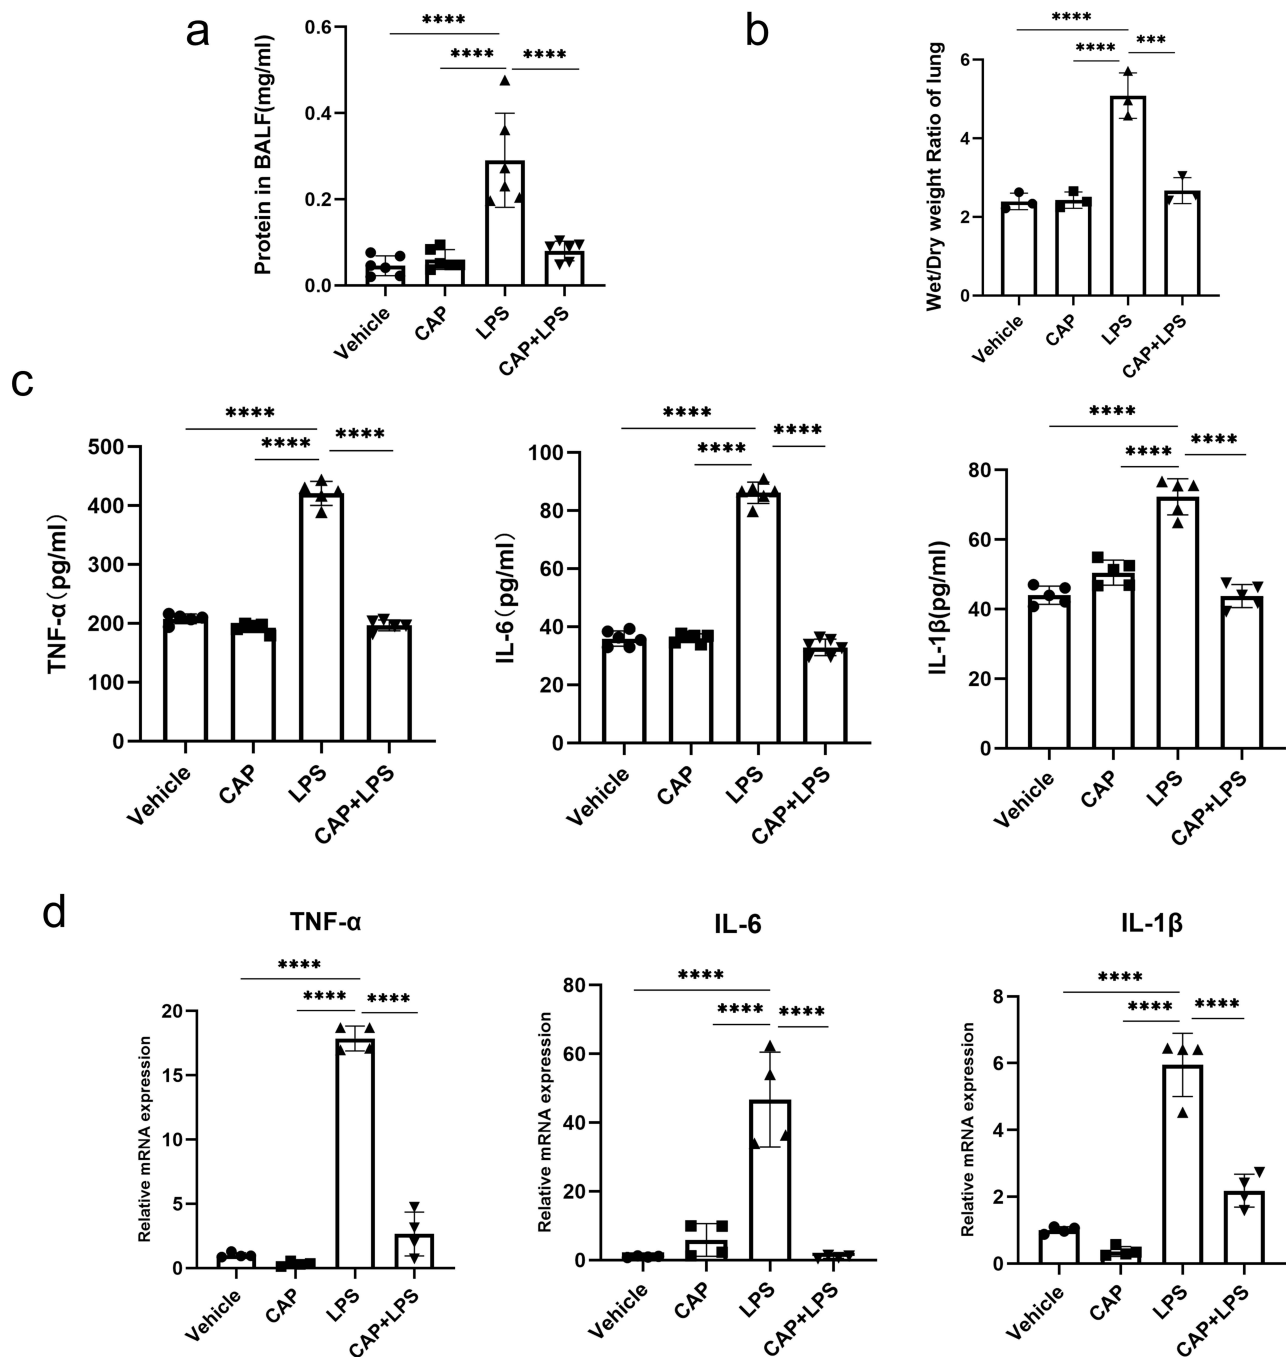 a
Protein in BALF(mg/ml)
0.6
0.4
0.2
0.0
****
****
****
Vehicle
CAP
LPS
CAP+LPS
b
Wet/Dry weight Ratio of lung
6
4
2
0
****
****
***
Vehicle
CAP
LPS
CAP+LPS
c
TNF-α(pg/ml)
500
400
300
200
100
0
****
****
****
Vehicle
CAP
LPS
CAP+LPS
IL-6(pg/ml)
100
80
60
40
20
0
****
****
****
Vehicle
CAP
LPS
CAP+LPS
IL-1β(pg/ml)
80
60
40
20
0
****
****
****
Vehicle
CAP
LPS
CAP+LPS
d
TNF-α
Relative mRNA expression
20
15
10
5
0
****
****
****
Vehicle
CAP
LPS
CAP+LPS
IL-6
Relative mRNA expression
80
60
40
20
0
****
****
****
Vehicle
CAP
LPS
CAP+LPS
IL-1β
Relative mRNA expression
8
6
4
2
0
****
****
****
Vehicle
CAP
LPS
CAP+LPS